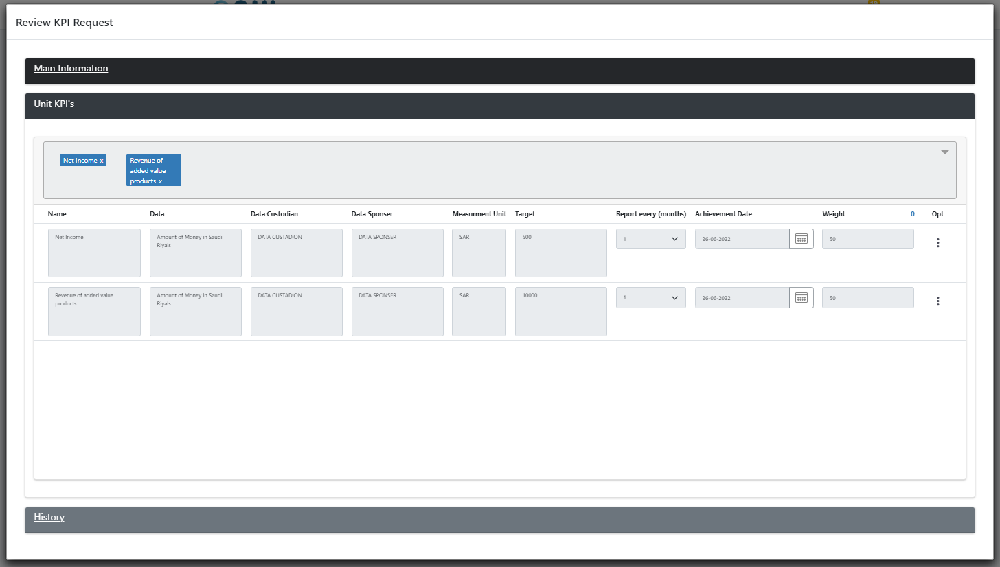 Review KPI Request
Main Information
Unit KPI's
Net Income x
Revenue of
added value
products x
Name Data Data Custodian Data Sponser Measurment Unit Target Report every (months) Achievement Date Weight 0 Opt
Net Income Amount of Money in Saudi DATA CUSTADION DATA SPONSER SAR 500 1 26-06-2022 50
Riyals
Revenue of added value Amount of Money in Saudi DATA CUSTADION DATA SPONSER SAR 10000 1 26-06-2022 50
products Riyals
History